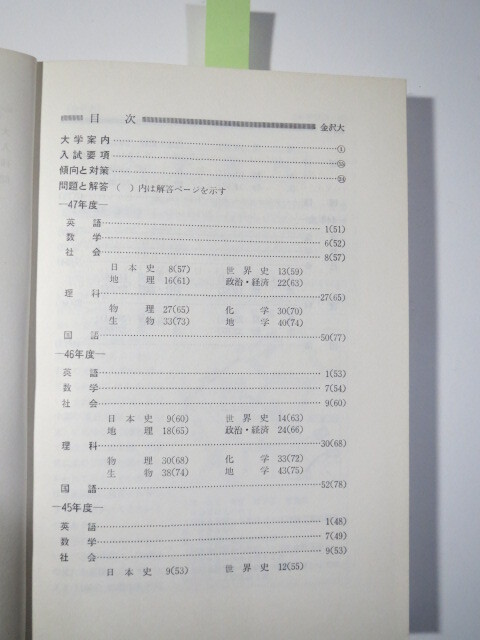 目 次
金沢大
大学案内 ①
入試要項
傾向と対策
問題と解答 ( )内は解答ページを示す
—47年度—
英語 1(51)
数学 6(52)
社会 8(57)
日本史 8(57) 世界史 13(59)
地理 16(61) 政治・経済 22(63)
理科 27(65)
物理 27(65) 化学 30(70)
生物 33(73) 地学 40(74)
国語 50(77)
—46年度—
英語 1(53)
数学 7(54)
社会 9(60)
日本史 9(60) 世界史 14(63)
地理 18(65) 政治・経済 24(66)
理科 30(68)
物理 30(68) 化学 33(72)
生物 38(74) 地学 43(75)
国語 52(78)
—45年度—
英語 1(48)
数学 7(49)
社会 9(53)
日本史 9(53) 世界史 12(55)